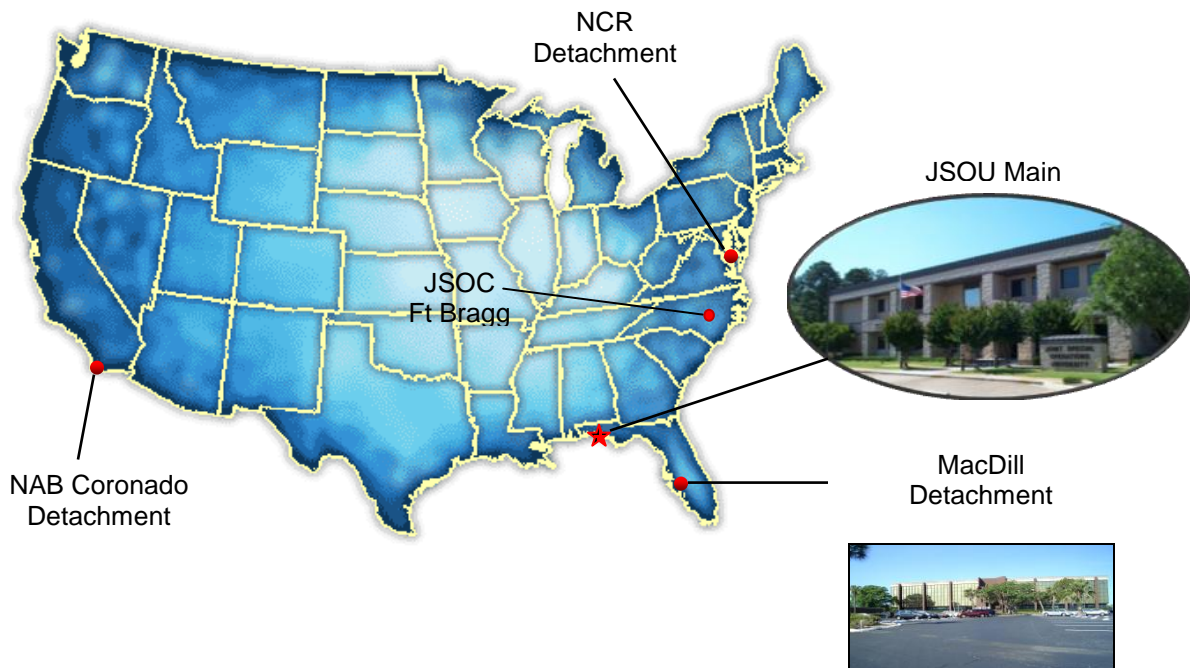 NCR
Detachment
JSOU Main
JSOC
Ft Bragg
NAB Coronado
Detachment
MacDill
Detachment